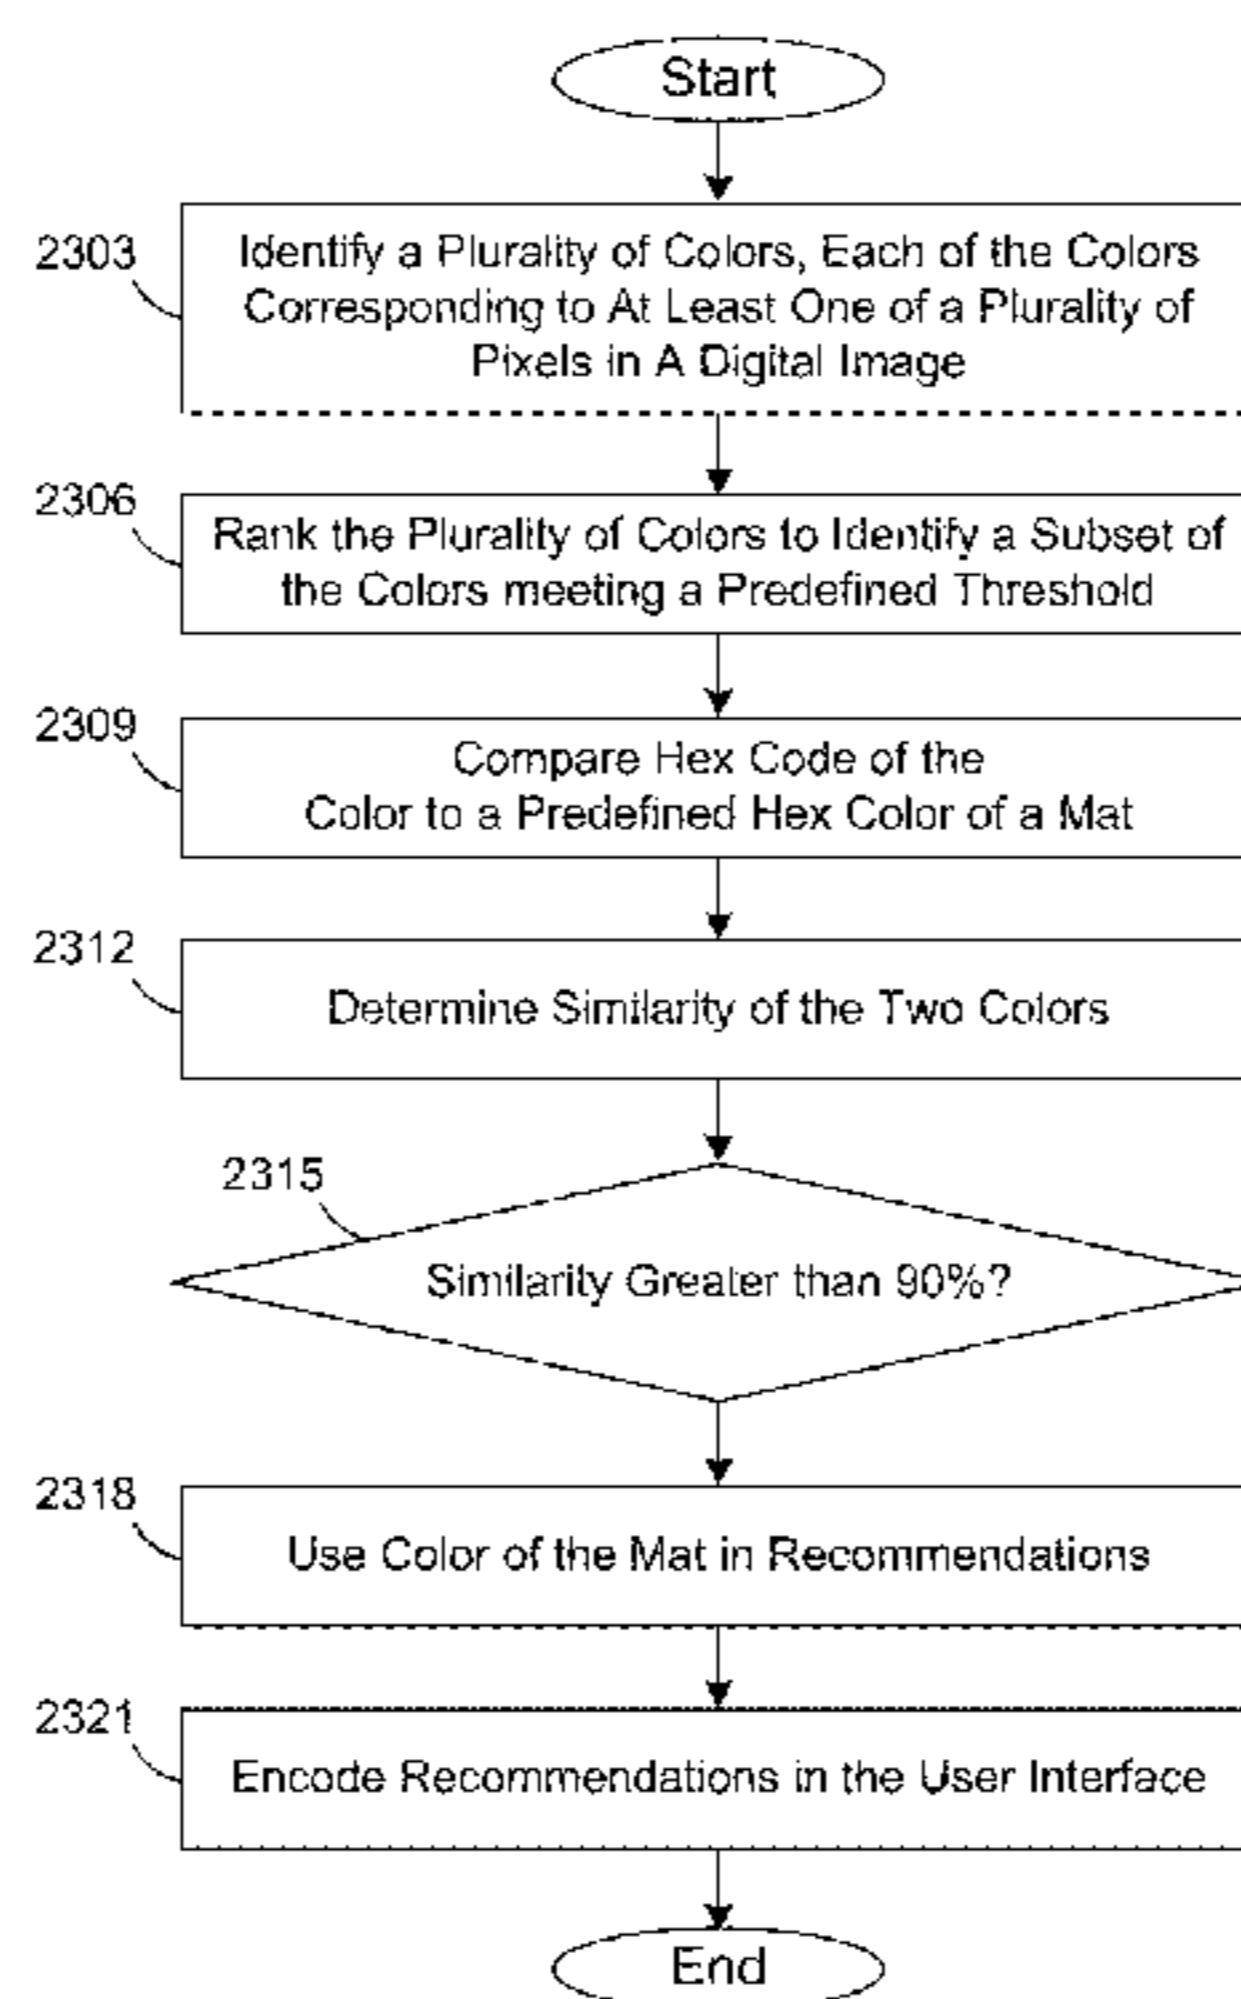 Start
2303
Identify a Plurality of Colors, Each of the Colors
Corresponding to At Least One of a Plurality of
Pixels in A Digital Image
2306
Rank the Plurality of Colors to Identify a Subset of
the Colors meeting a Predefined Threshold
2309
Compare Hex Code of the
Color to a Predefined Hex Color of a Mat
2312
Determine Similarity of the Two Colors
2315
Similarity Greater than 90%?
2318
Use Color of the Mat in Recommendations
2321
Encode Recommendations in the User Interface
End